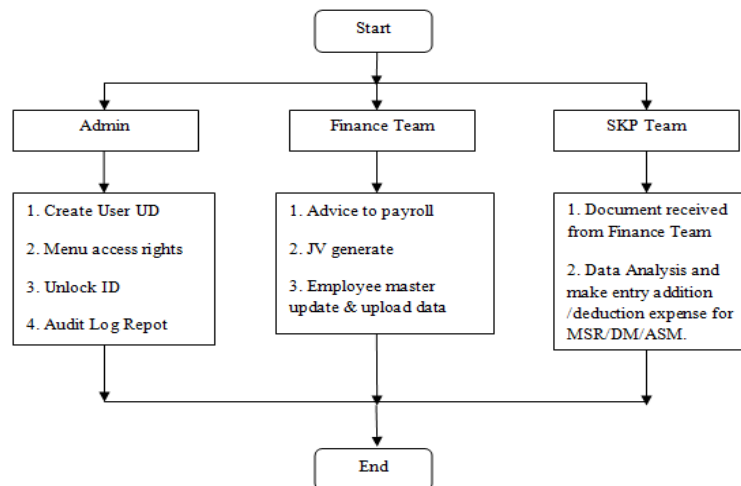 Start
Admin
Finance Team
SKP Team
1. Create User UD
2. Menu access rights
3. Unlock ID
4. Audit Log Repot
1. Advice to payroll
2. JV generate
3. Employee master
update & upload data
1. Document received
from Finance Team
2. Data Analysis and
make entry addition
/deduction expense for
MSR/DM/ASM.
End